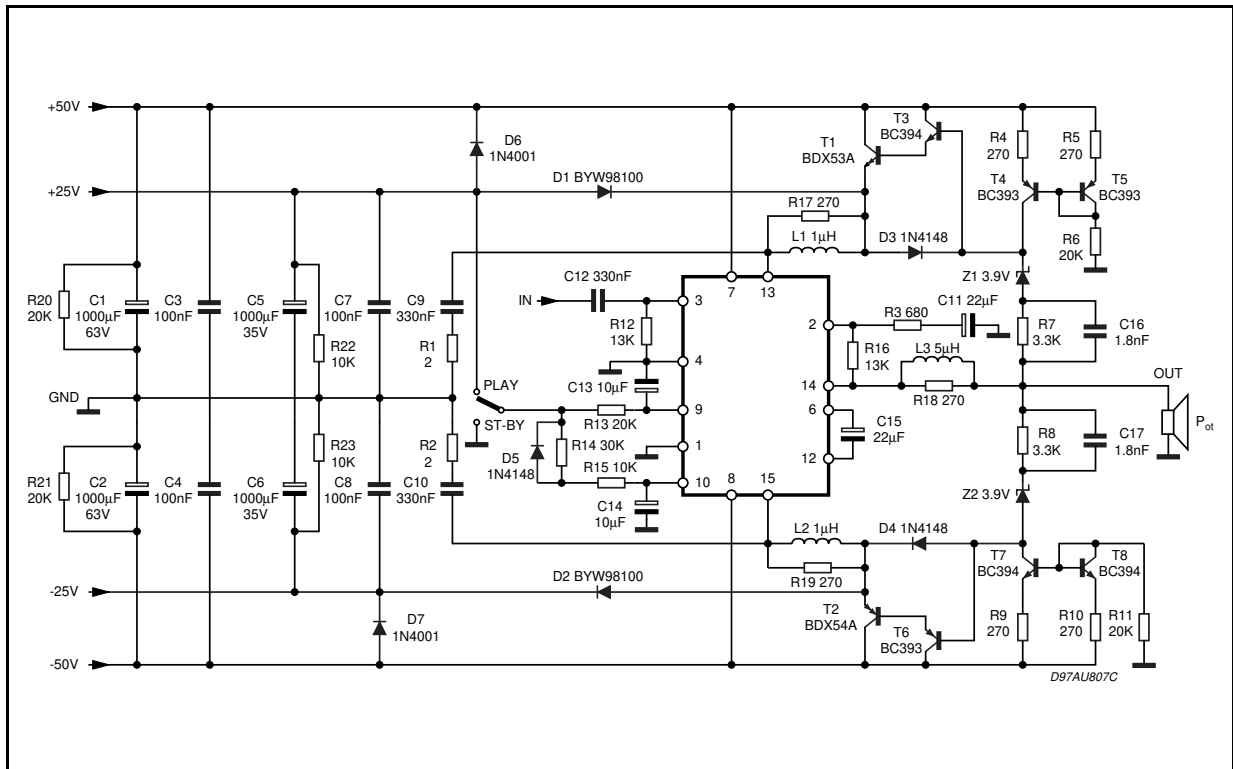 +50V
T3
BC394
D6
1N4001
T1
BDX53A
R4
270
R5
270
+25V
D1 BYW98100
T4
BC393
T5
BC393
R17 270
L1 1µH
D3 1N4148
R6
20K
C12 330nF
Z1 3.9V
IN
3
7
13
R20
20K
C1
1000µF
63V
C3
100nF
C5
1000µF
35V
C7
100nF
C9
330nF
R12
13K
2
R3 680
C11 22µF
R7
3.3K
C16
1.8nF
R22
10K
R1
2
4
R16
13K
L3 5µH
GND
PLAY
C13 10µF
14
R18 270
OUT
ST-BY
R13 20K
9
6
C15
22µF
Pot
R21
20K
C2
1000µF
63V
C4
100nF
R23
10K
C6
1000µF
35V
C8
100nF
R2
2
C10
330nF
D5
1N4148
R14 30K
R15 10K
1
12
R8
3.3K
C17
1.8nF
10
8
15
Z2 3.9V
C14
10µF
L2 1µH
D4 1N4148
R19 270
T7
BC394
T8
BC394
-25V
D2 BYW98100
D7
1N4001
T2
BDX54A
T6
BC393
R9
270
R10
270
R11
20K
-50V
D97AU807C